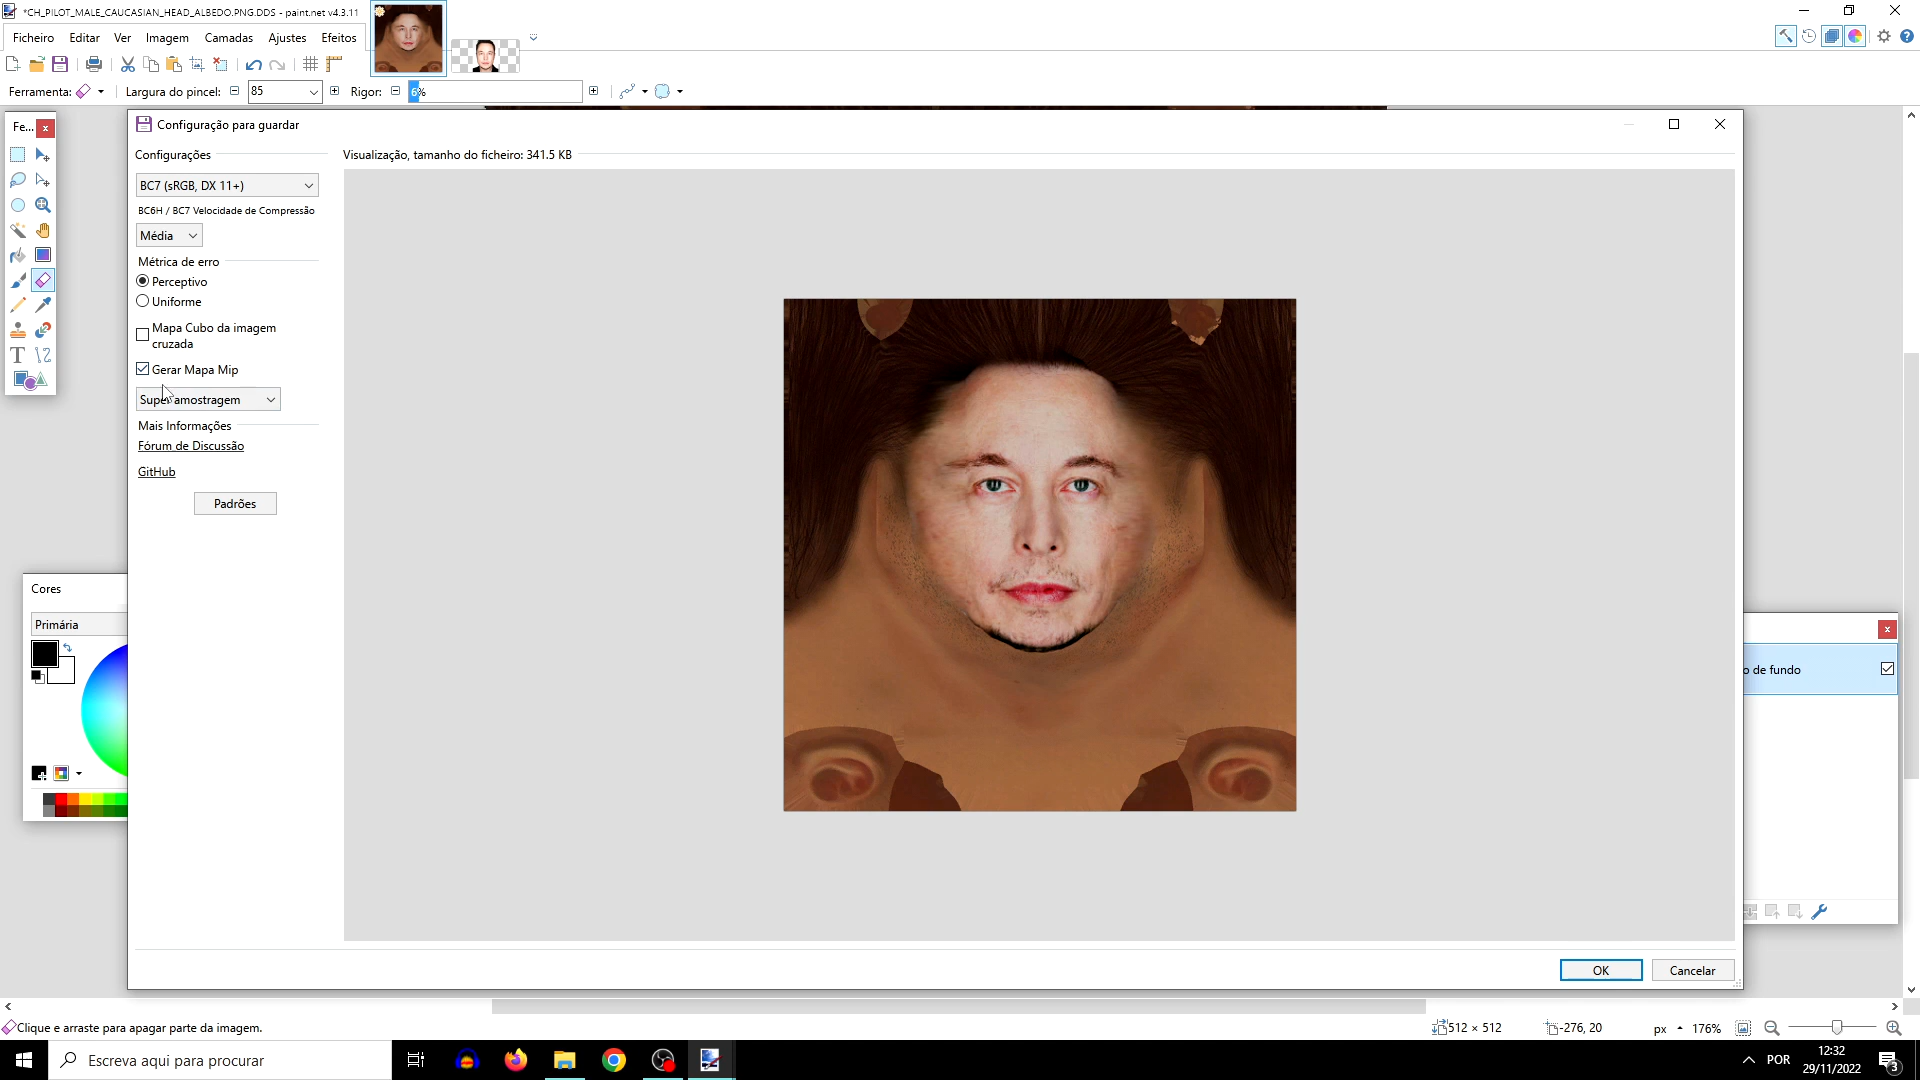 *CH_PILOT_MALE_CAUCASIAN_HEAD_ALBEDO.PNG.DDS - paint.net v4.3.11
Ficheiro Editar Ver Imagem Camadas Ajustes Efeitos
Ferramenta: Largura do pincel: 85 Rigor: 6%
Fe...
Configuração para guardar
Configurações
Visualização, tamanho do ficheiro: 341.5 KB
BC7 (sRGB, DX 11+)
BC6H / BC7 Velocidade de Compressão
Média
Métrica de erro
Perceptivo
Uniforme
Mapa Cubo da imagem
cruzada
Gerar Mapa Mip
Super amostragem
Mais Informações
Fórum de Discussão
GitHub
Padrões
Cores
Primária
o de fundo
OK Cancelar
Clique e arraste para apagar parte da imagem.
512 × 512 -276, 20 px 176%
Escreva aqui para procurar
POR
12:32
29/11/2022
3